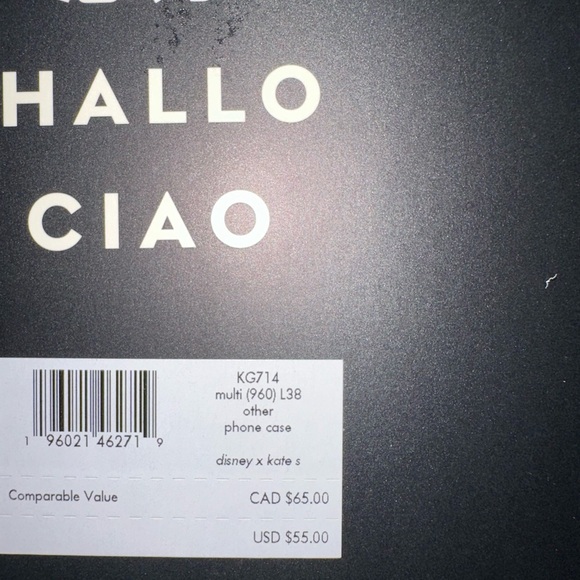 HALLO
CIAO
KG714
multi (960) L38
other
phone case
1 96021 46271 9
disney x kate s
Comparable Value CAD $65.00
USD $55.00